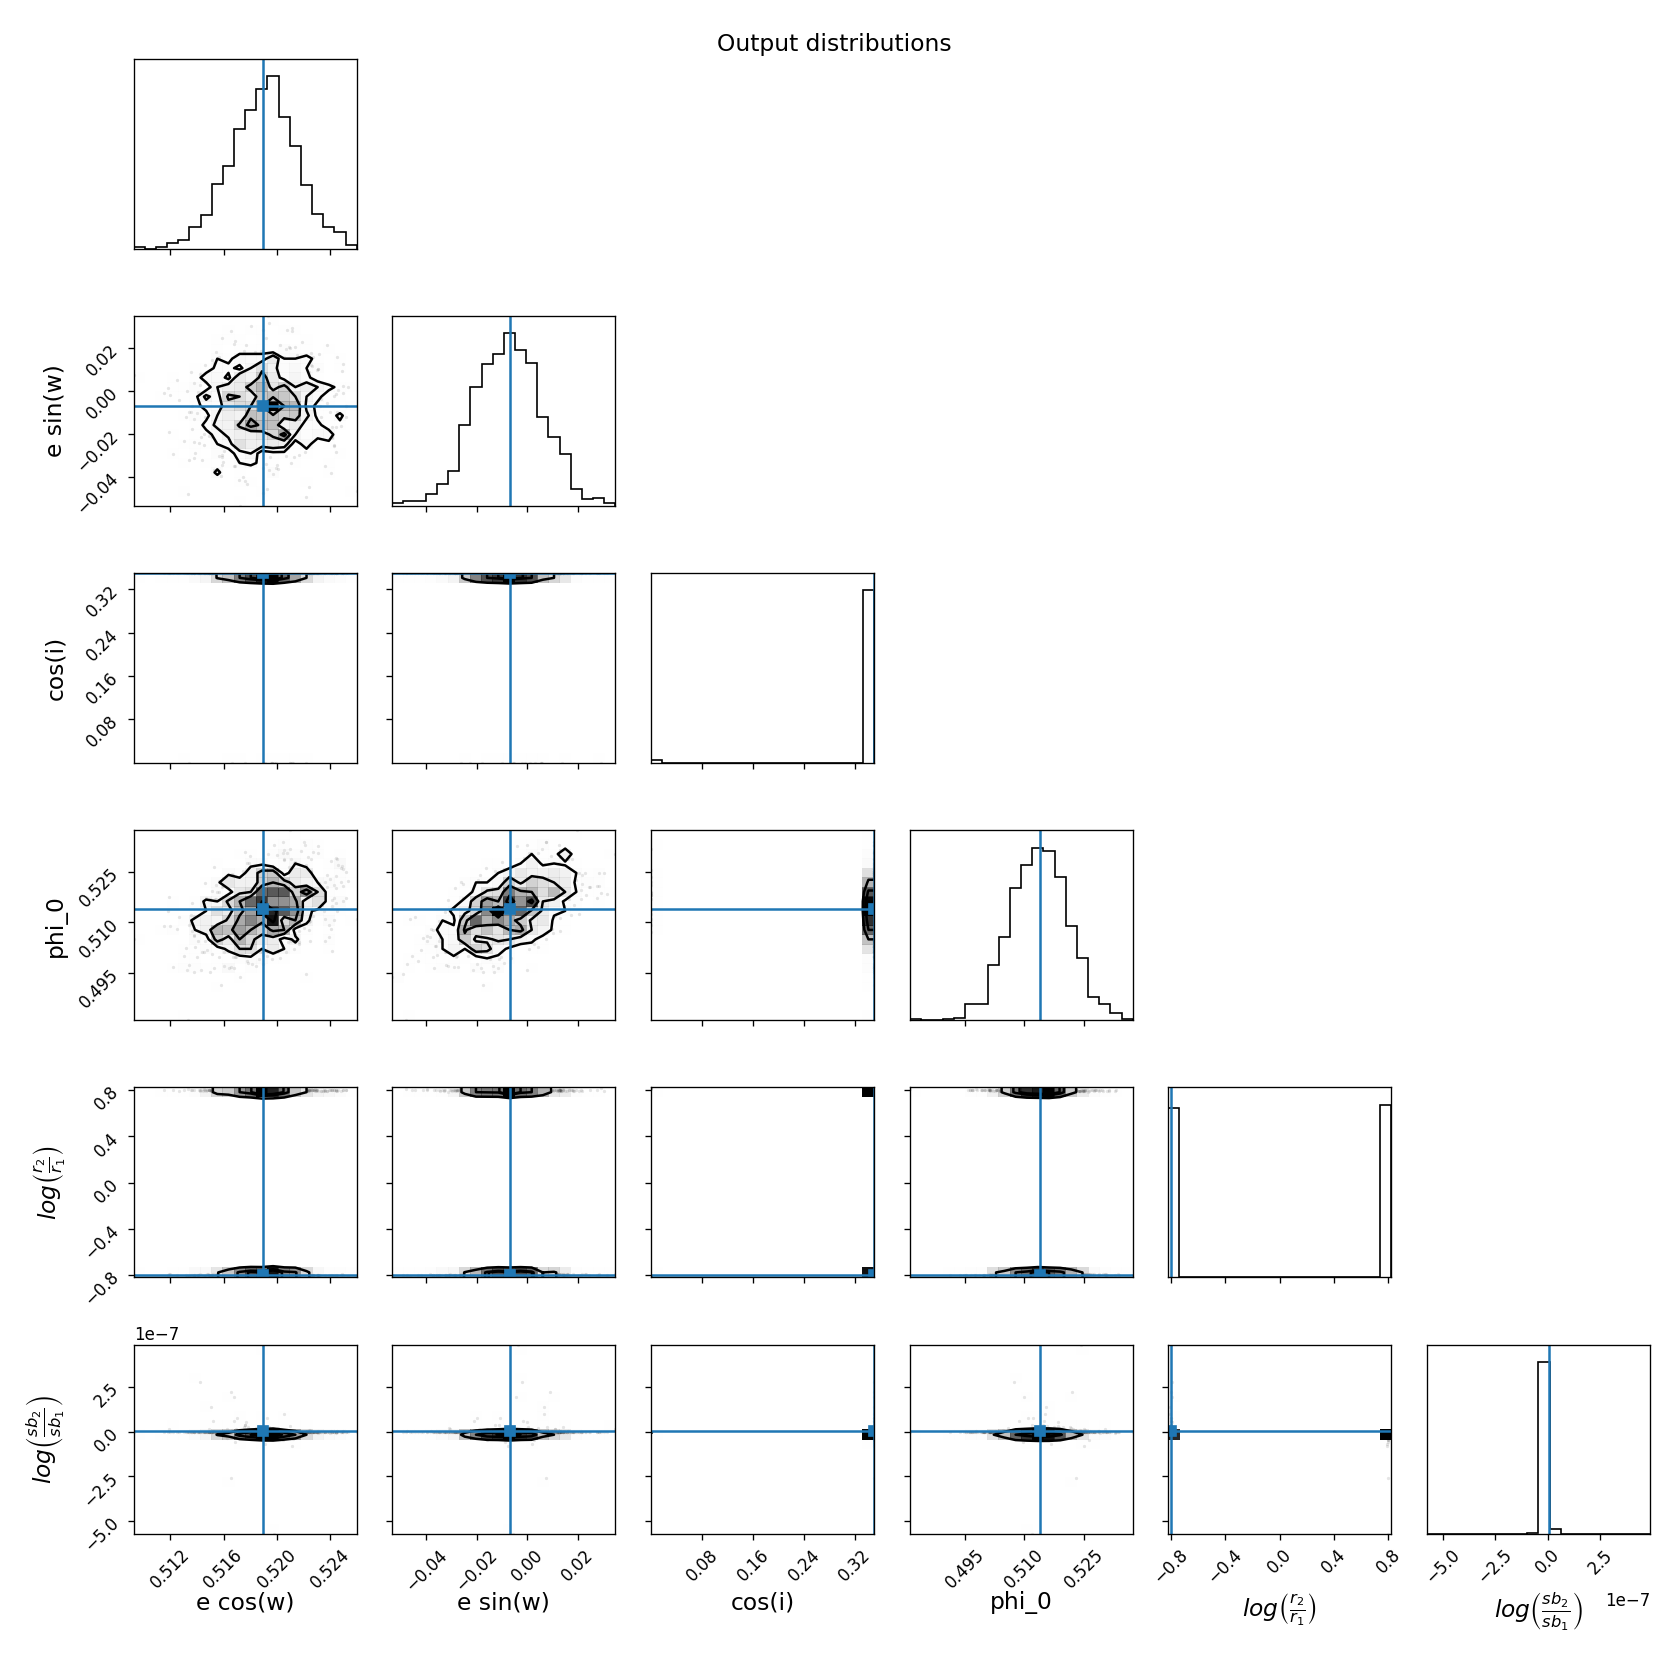 Output distributions
e sin(w)
0.02
0.00
−0.02
−0.04
cos(i)
0.32
0.24
0.16
0.08
phi_0
0.525
0.510
0.495
log(r2/r1)
0.8
0.4
0.0
−0.4
−0.8
1e−7
log(sb2/sb1)
2.5
0.0
−2.5
−5.0
0.512 0.516 0.520 0.524 −0.04 −0.02 0.00 0.02 0.08 0.16 0.24 0.32 0.495 0.510 0.525 −0.8 −0.4 0.0 0.4 0.8 −5.0 −2.5 0.0 2.5
e cos(w) e sin(w) cos(i) phi_0 log(r2/r1) log(sb2/sb1) 1e−7